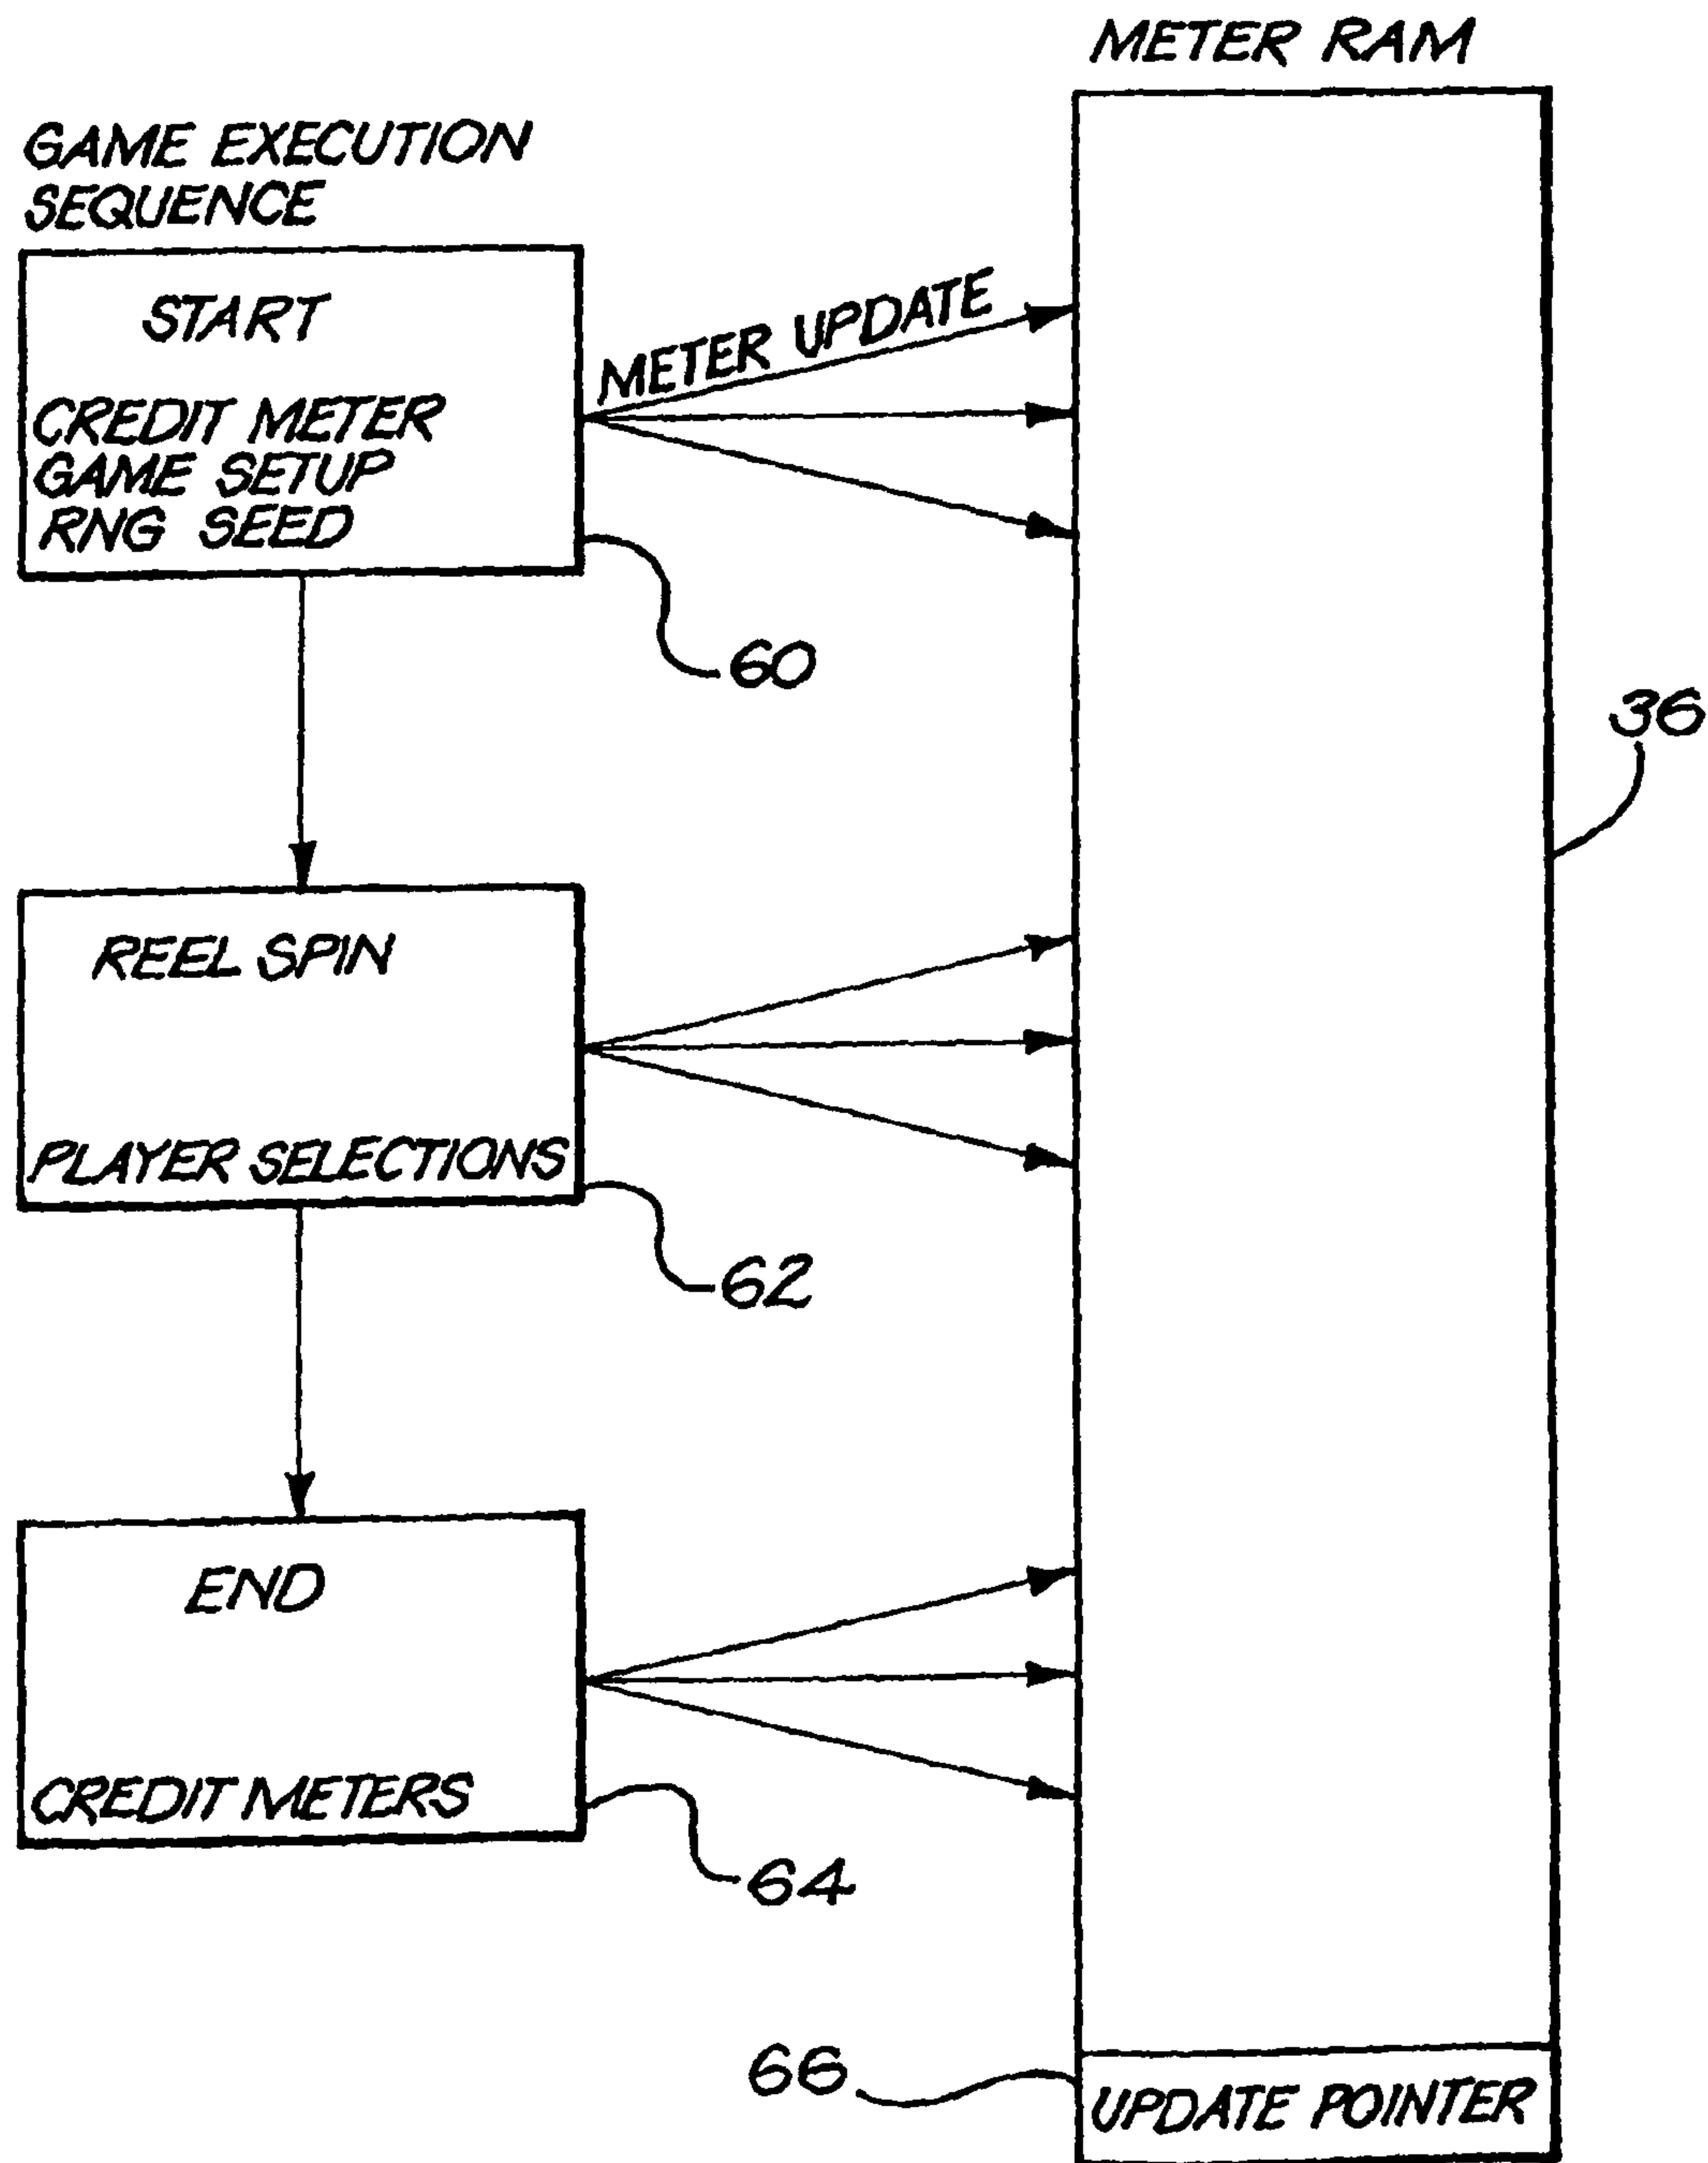 METER RAM
GAME EXECUTION
SEQUENCE
START
CREDIT METER
GAME SETUP
RNG SEED
METER UPDATE
60
36
REEL SPIN
PLAYER SELECTIONS
62
END
CREDIT METERS
64
66
UPDATE POINTER